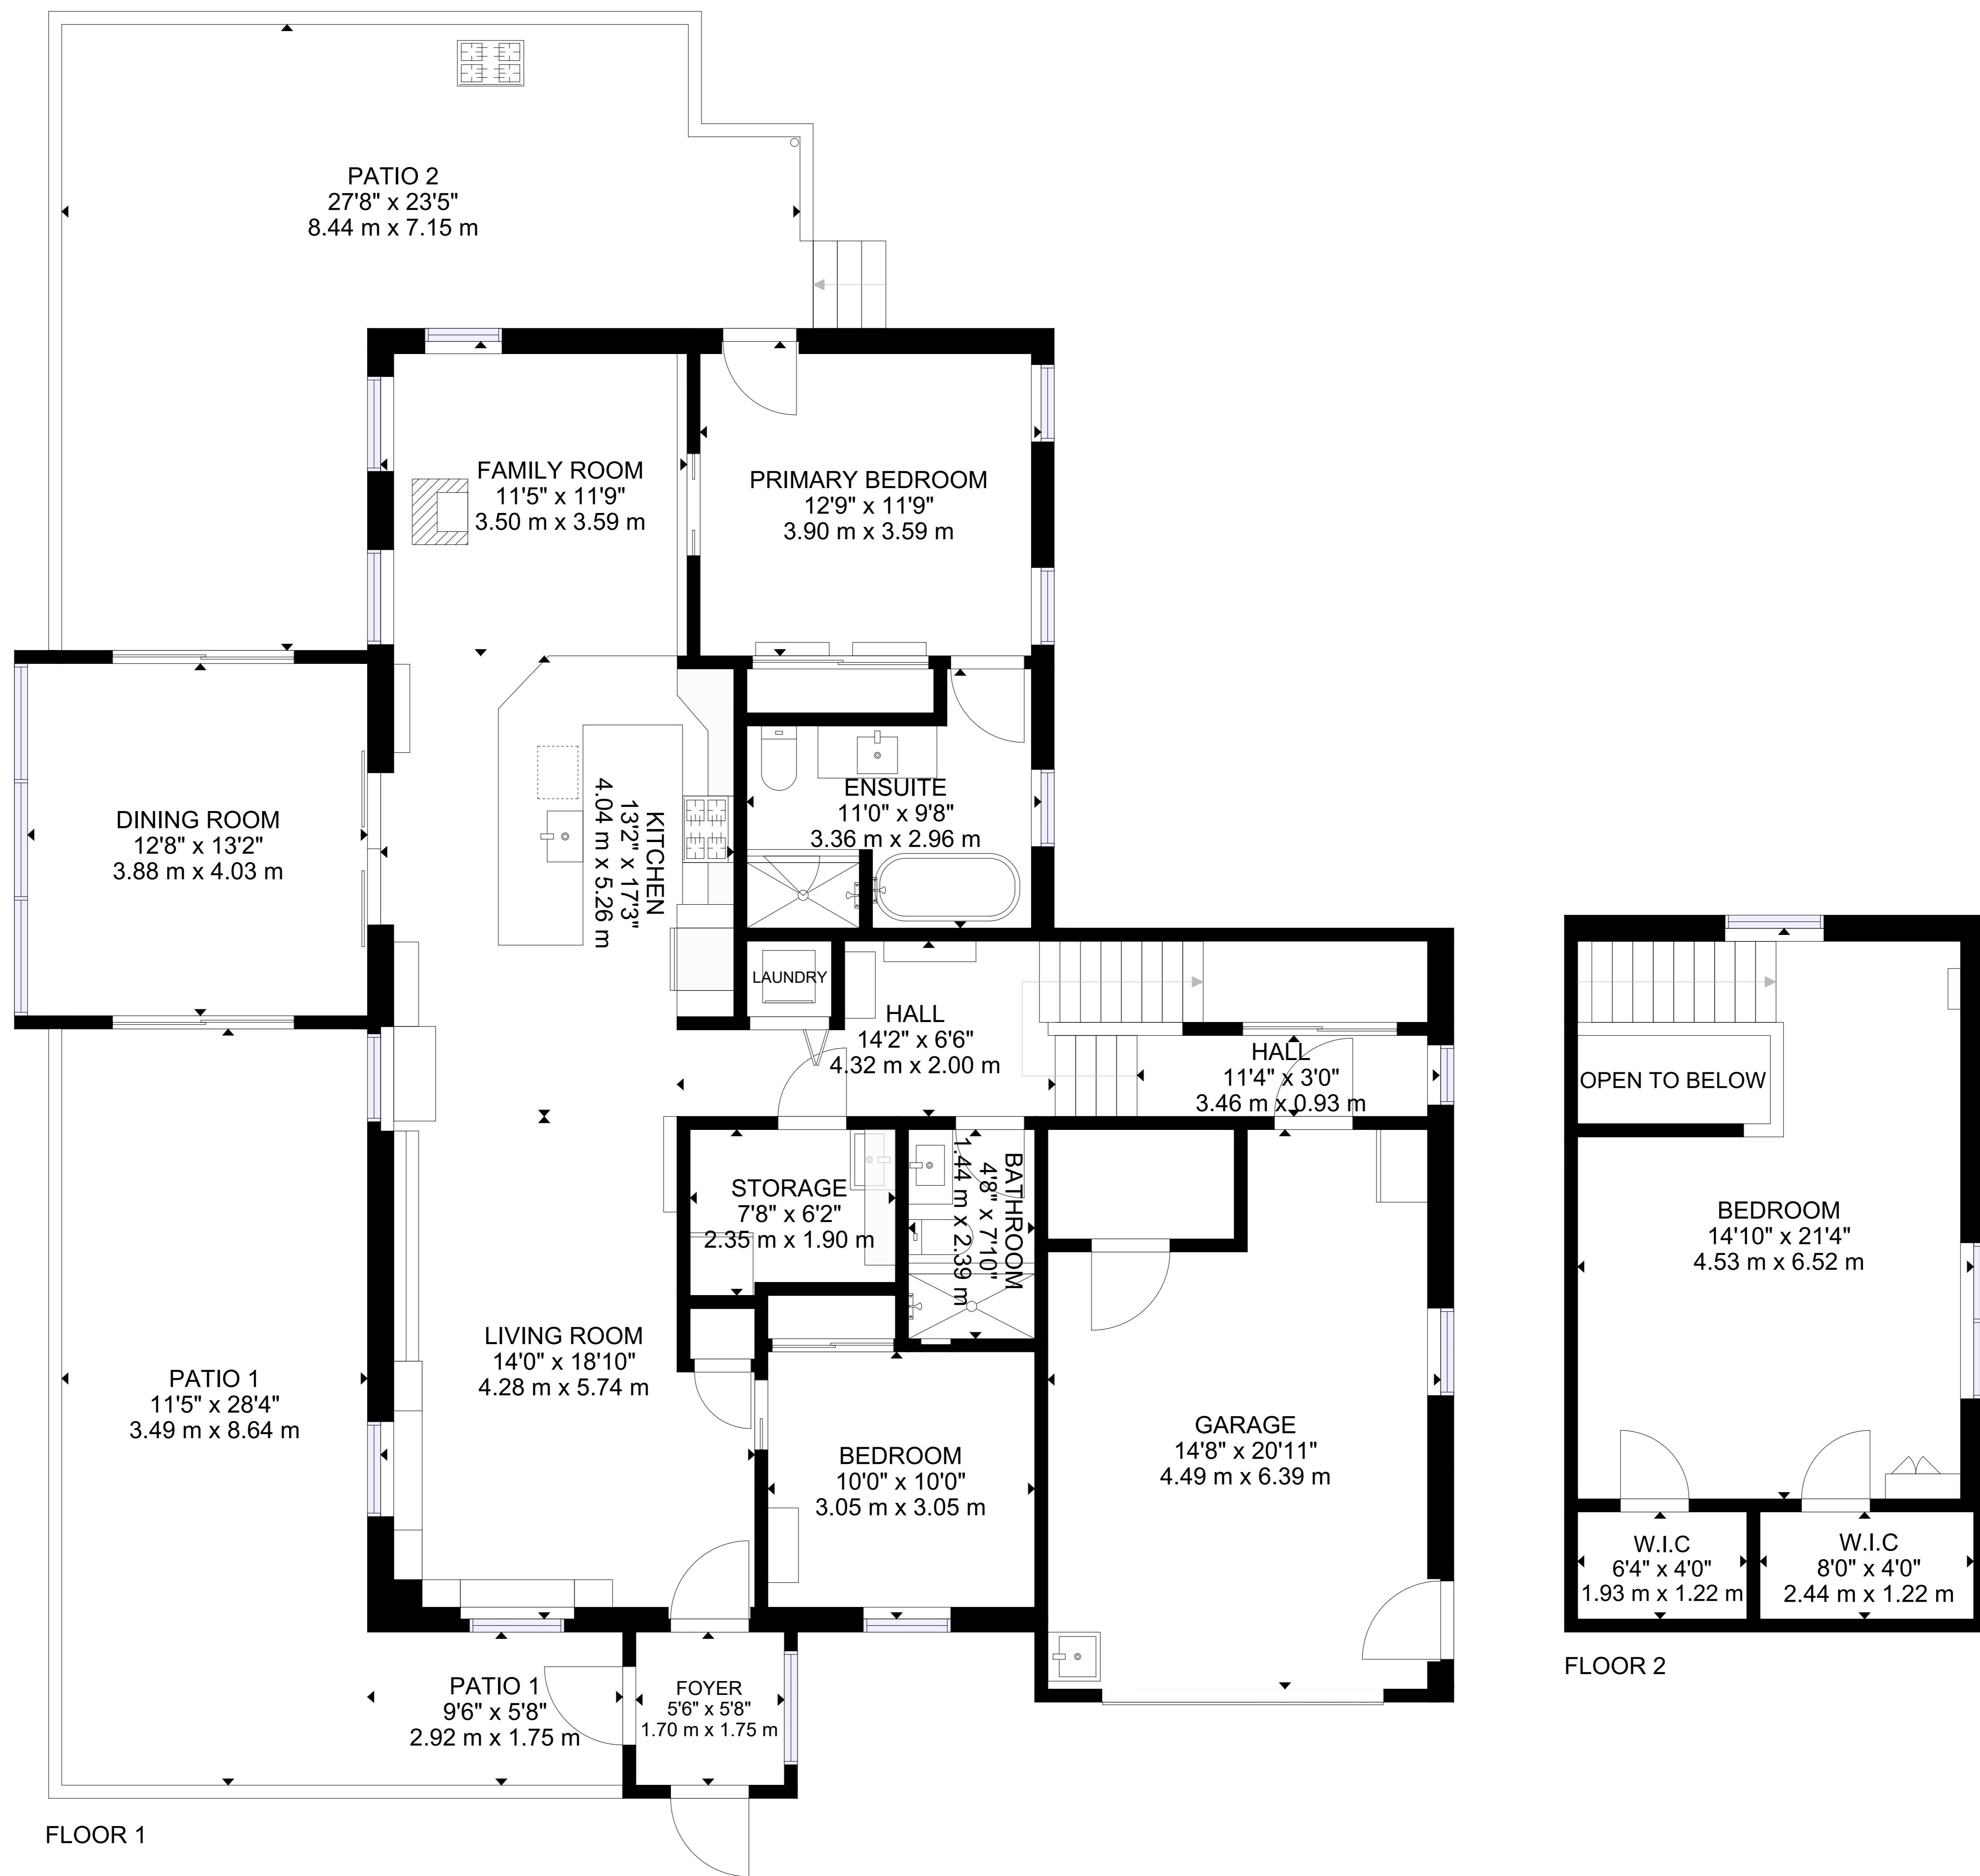 PATIO 2
27'8" x 23'5"
8.44 m x 7.15 m
FAMILY ROOM
11'5" x 11'9"
3.50 m x 3.59 m
PRIMARY BEDROOM
12'9" x 11'9"
3.90 m x 3.59 m
DINING ROOM
12'8" x 13'2"
3.88 m x 4.03 m
KITCHEN
13'2" x 17'3"
4.04 m x 5.26 m
ENSUITE
11'0" x 9'8"
3.36 m x 2.96 m
LAUNDRY
HALL
14'2" x 6'6"
4.32 m x 2.00 m
HALL
11'4" x 3'0"
3.46 m x 0.93 m
STORAGE
7'8" x 6'2"
2.35 m x 1.90 m
BATHROOM
4'8" x 7'10"
1.44 m x 2.39 m
LIVING ROOM
14'0" x 18'10"
4.28 m x 5.74 m
PATIO 1
11'5" x 28'4"
3.49 m x 8.64 m
BEDROOM
10'0" x 10'0"
3.05 m x 3.05 m
GARAGE
14'8" x 20'11"
4.49 m x 6.39 m
PATIO 1
9'6" x 5'8"
2.92 m x 1.75 m
FOYER
5'6" x 5'8"
1.70 m x 1.75 m
FLOOR 1
OPEN TO BELOW
BEDROOM
14'10" x 21'4"
4.53 m x 6.52 m
W.I.C
6'4" x 4'0"
1.93 m x 1.22 m
W.I.C
8'0" x 4'0"
2.44 m x 1.22 m
FLOOR 2